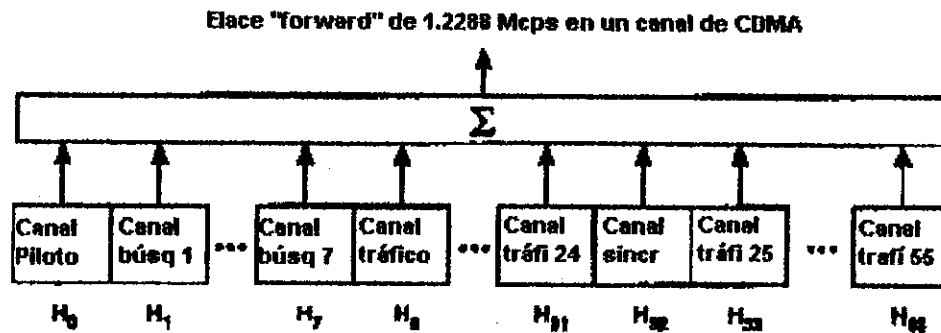 Elace "forward" de 1.2288 Mcps en un canal de CDMA
Σ
Canal Piloto
Canal búsq 1
...
Canal búsq 7
Canal tráfico
...
Canal tráfi 24
Canal sincr
Canal tráfi 25
...
Canal trafí 55
H₀ H₁ H₇ H₈ H₃₁ H₃₂ H₃₃ H₆₃